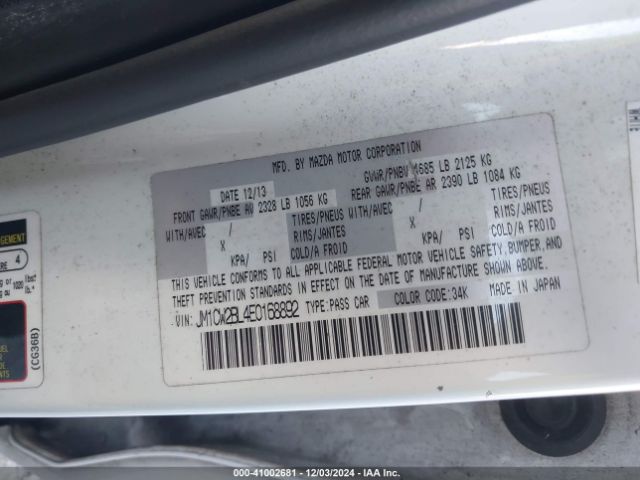 MFD. BY MAZDA MOTOR CORPORATION
DATE 12/13
GVWR/PNBV 4685 LB 2125 KG
FRONT GAWR/PNBE AV 2328 LB 1056 KG
REAR GAWR/PNBE AR 2390 LB 1084 KG
WITH/AVEC / TIRES/PNEUS WITH/AVEC / TIRES/PNEUS
X RIMS/JANTES X RIMS/JANTES
KPA/ PSI COLD/A FROID KPA/ PSI COLD/A FROID
THIS VEHICLE CONFORMS TO ALL APPLICABLE FEDERAL MOTOR VEHICLE SAFETY, BUMPER, AND
THEFT PREVENTION STANDARDS IN EFFECT ON THE DATE OF MANUFACTURE SHOWN ABOVE.
VIN: JM1CW2BL4E0168892 TYPE: PASS CAR COLOR CODE: 34K MADE IN JAPAN
4
(CG36B)
000-41002681 - 12/03/2024 - IAA Inc.